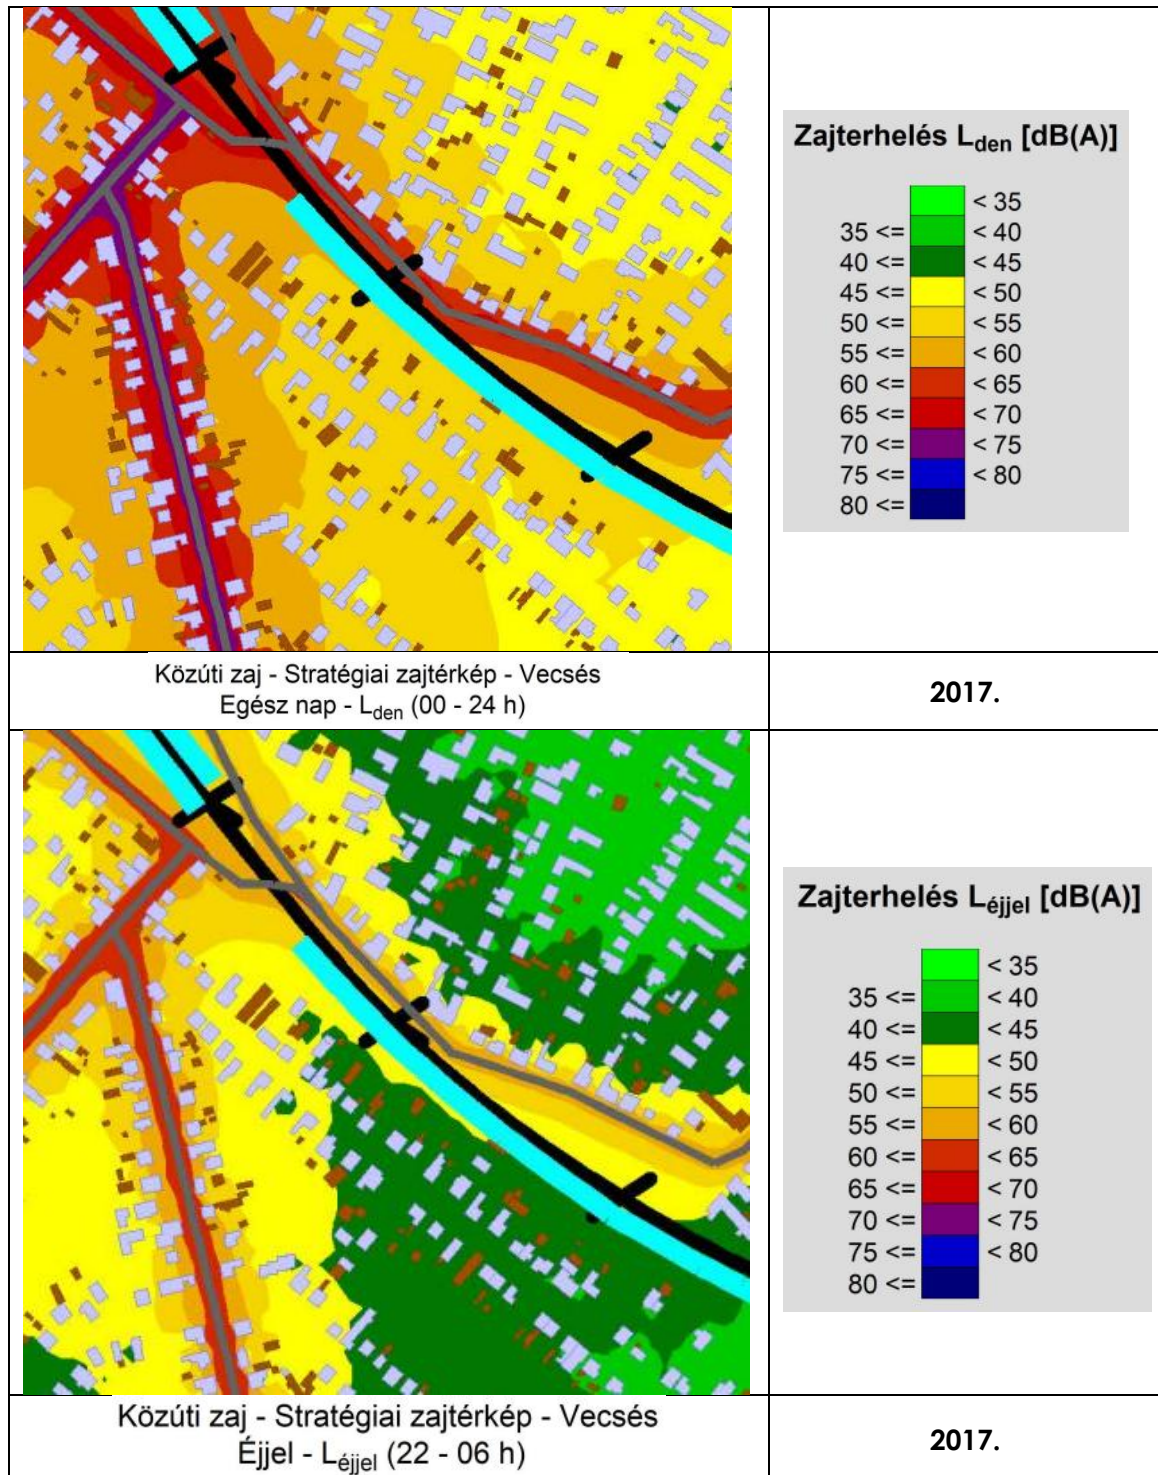 Zajterhelés Lden [dB(A)]
< 35
35 <= < 40
40 <= < 45
45 <= < 50
50 <= < 55
55 <= < 60
60 <= < 65
65 <= < 70
70 <= < 75
75 <= < 80
80 <=
Közúti zaj - Stratégiai zajtérkép - Vecsés
Egész nap - Lden (00 - 24 h)
2017.
Zajterhelés Léjjel [dB(A)]
< 35
35 <= < 40
40 <= < 45
45 <= < 50
50 <= < 55
55 <= < 60
60 <= < 65
65 <= < 70
70 <= < 75
75 <= < 80
80 <=
Közúti zaj - Stratégiai zajtérkép - Vecsés
Éjjel - Léjjel (22 - 06 h)
2017.